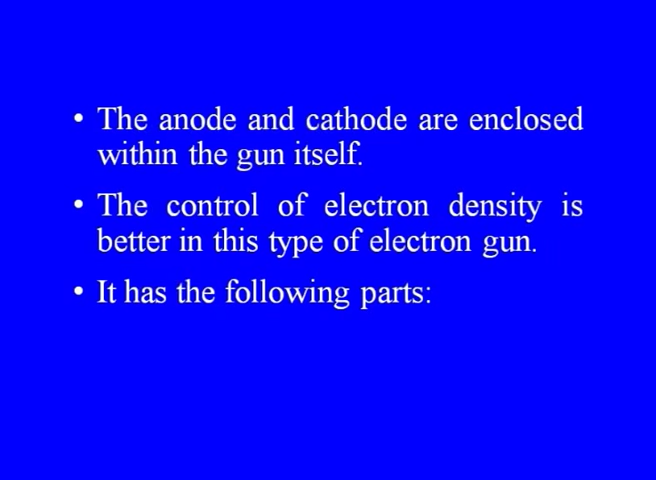 • The anode and cathode are enclosed
within the gun itself.
• The control of electron density is
better in this type of electron gun.
• It has the following parts: